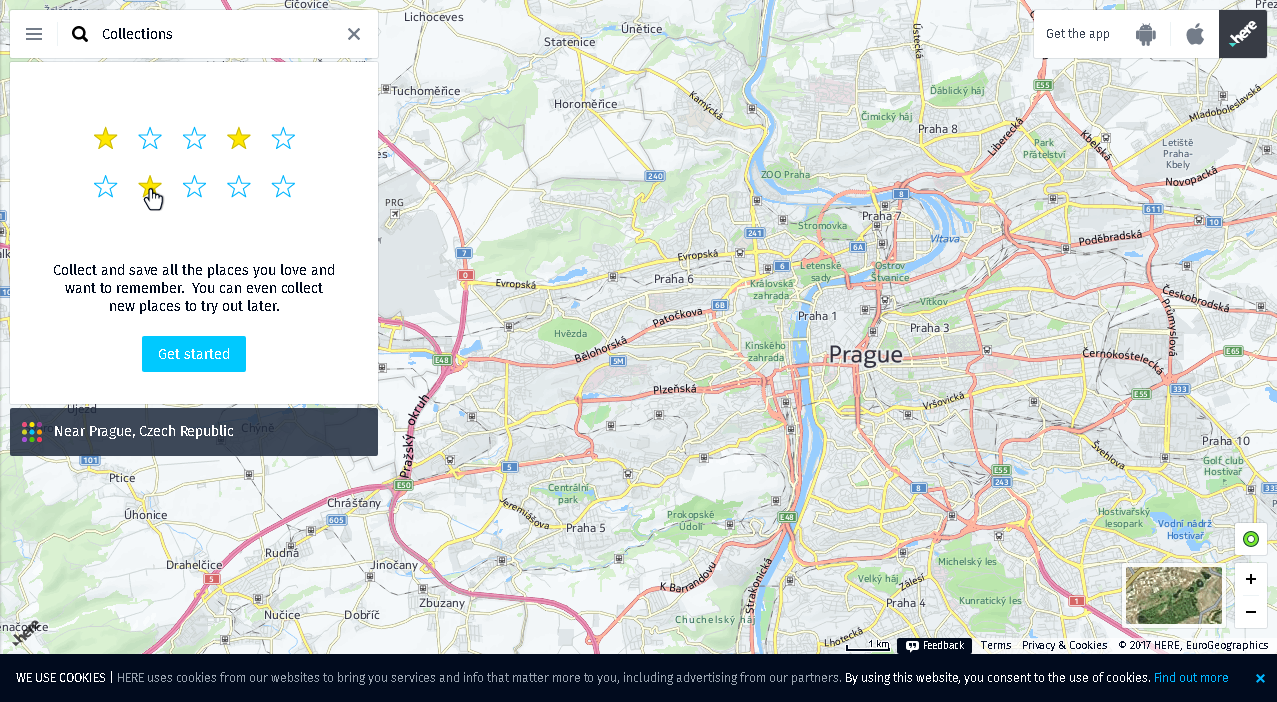 Collections
Get the app
here
Collect and save all the places you love and
want to remember. You can even collect
new places to try out later.
Get started
Near Prague, Czech Republic
Číčovice
Lichoceves
Únětice
Statenice
Tuchoměřice
Horoměřice
Kamýcká
Ústecká
Ďáblický háj
Čimický háj
Praha 8
Liberecká
Kbelská
Park
Přátelství
Mladoboleslavská
Letiště
Praha-
Kbely
Novopacká
E55
240
ZOO Praha
8
611
10
PRG
Praha 7
Stromovka
241
6A
Vltava
Poděbradská
7
0
Evropská
6
Letenské
sady
Ostrov
Štvanice
Evropská
Praha 6
Královská
zahrada
Vítkov
Českobrodská
Průmyslová
68
Patočkova
Praha 1
Praha 3
Hvězda
Bělohorská
Kinského
zahrada
Prague
E48
5M
Černokostelecká
E65
Plzeňská
333
E55
Vršovická
Újezd
Chýně
Pražský okruh
101
Ptice
5
E50
Švehlova
Praha 10
Golf club
Hostivař
E55
243
8
Centrální
park
Chrášťany
Úhonice
605
Jeremiášova
Praha 5
Prokopské
Údolí
E48
Hostivařský
lesopark
Vodní nádrž
Hostivař
Rudná
Drahelčice
Jinočany
5
Michelský les
K Barrandovu
Strakonická
Velký háj
Zálesí
Zbuzany
Nučice
Dobříč
Praha 4
Kunratický les
1
Chuchelský háj
Lhotecká
here
+
−
1 km
Feedback
Terms
Privacy & Cookies
© 2017 HERE, EuroGeographics
WE USE COOKIES | HERE uses cookies from our websites to bring you services and info that matter more to you, including advertising from our partners. By using this website, you consent to the use of cookies. Find out more